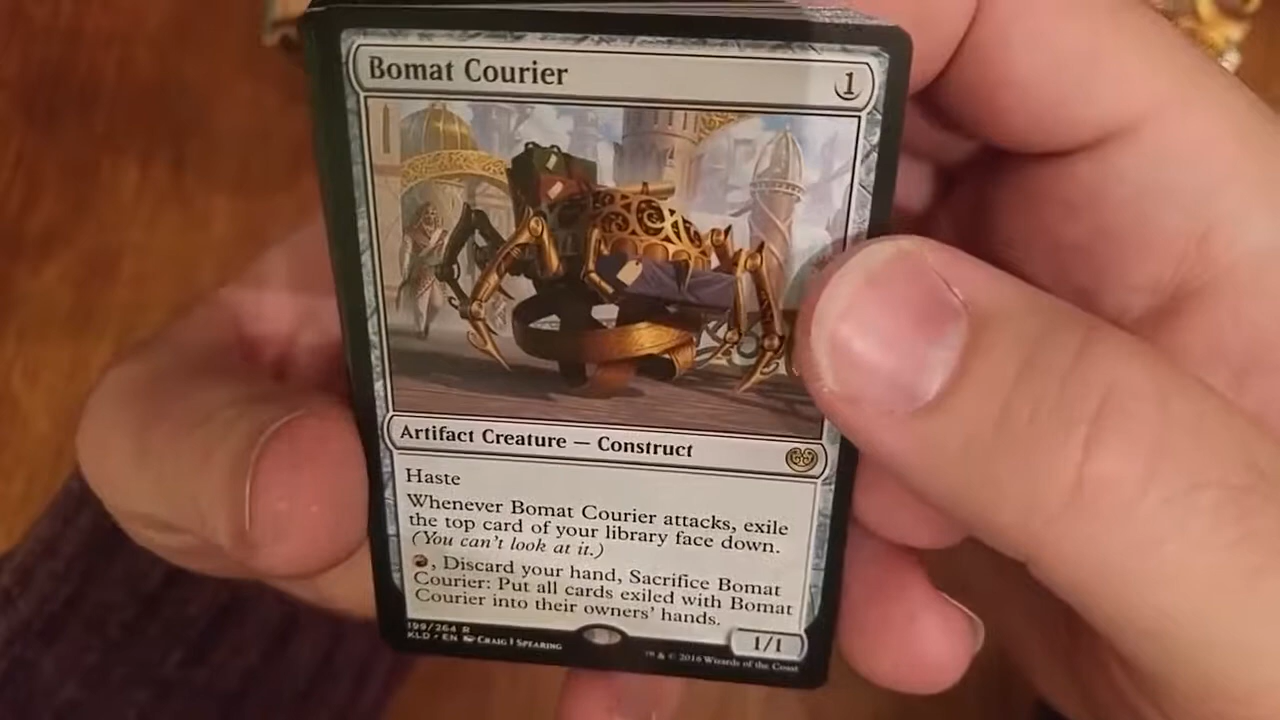 Bomat Courier 1
Artifact Creature — Construct
Haste
Whenever Bomat Courier attacks, exile
the top card of your library face down.
(You can't look at it.)
, Discard your hand, Sacrifice Bomat
Courier: Put all cards exiled with Bomat
Courier into their owners' hands.
1/1
199/264 R
KLD • EN Craig J Spearing
™ & © 2016 Wizards of the Coast